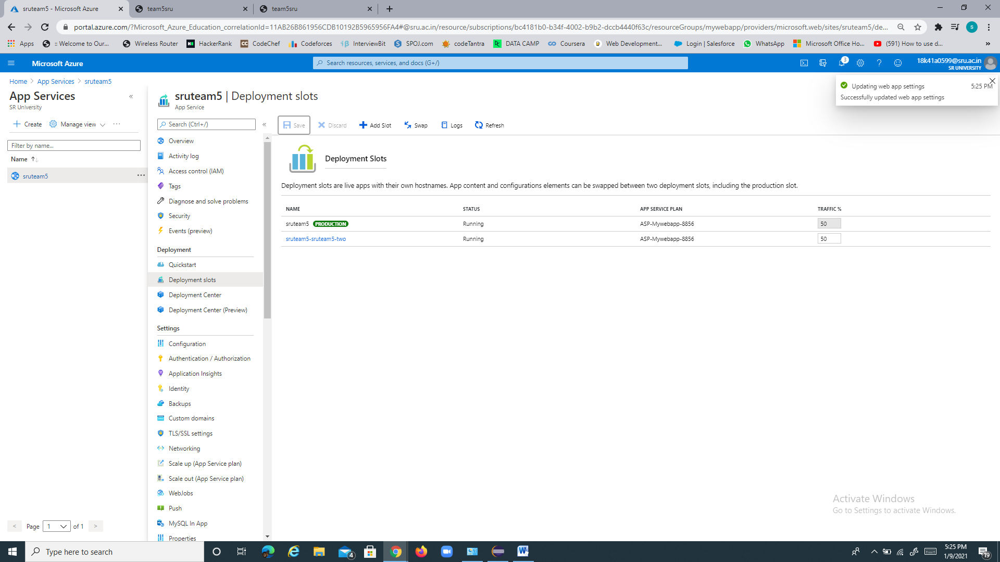 sruteam5 - Microsoft Azure
team5sru
team5sru
portal.azure.com/?Microsoft_Azure_Education_correlationId=11AB26B861956CDB10192B5965956FA4#@sru.ac.in/resource/subscriptions/bc4181b0-b34f-4002-b9b2-dccb4440f63c/resourceGroups/mywebapp/providers/microsoft.web/sites/sruteam5/de...
S
Apps
:: Welcome to Our...
Wireless Router
HackerRank
CodeChef
Codeforces
InterviewBit
SPOJ.com
codeTantra
DATA CAMP
Coursera
Web Development...
Login | Salesforce
WhatsApp
Microsoft Office Ho...
(591) How to use d...
»
Microsoft Azure
Search resources, services, and docs (G+/)
3
18k41a0599@sru.ac.in
SR UNIVERSITY
Home > App Services > sruteam5
Updating web app settings
5:25 PM
Successfully updated web app settings
App Services
«
SR University
+ Create
Manage view
...
Filter by name...
Name ↑↓
sruteam5
...
sruteam5 | Deployment slots
App Service
Search (Ctrl+/)
«
Save
Discard
Add Slot
Swap
Logs
Refresh
Overview
Activity log
Access control (IAM)
Tags
Diagnose and solve problems
Security
Events (preview)
Deployment
Quickstart
Deployment slots
Deployment Center
Deployment Center (Preview)
Settings
Configuration
Authentication / Authorization
Application Insights
Identity
Backups
Custom domains
TLS/SSL settings
Networking
Scale up (App Service plan)
Scale out (App Service plan)
WebJobs
Push
MySQL In App
Properties
Deployment Slots
Deployment slots are live apps with their own hostnames. App content and configurations elements can be swapped between two deployment slots, including the production slot.
NAME STATUS APP SERVICE PLAN TRAFFIC %
sruteam5 PRODUCTION Running ASP-Mywebapp-8856 50
sruteam5-sruteam5-two Running ASP-Mywebapp-8856 50
< Page 1 of 1 >
Activate Windows
Go to Settings to activate Windows.
Type here to search
4
5:25 PM
1/9/2021
19